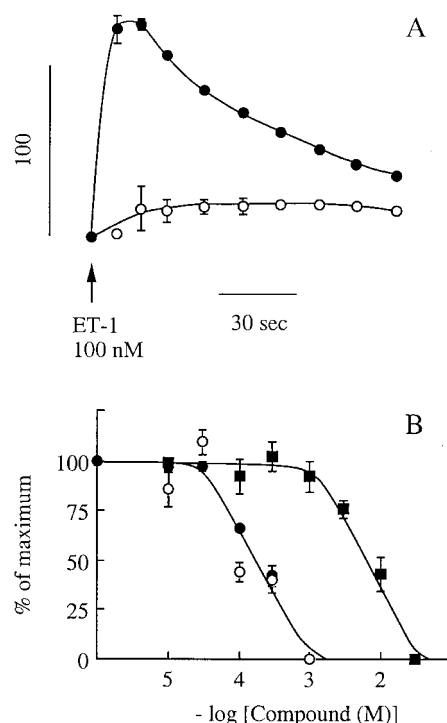 A
100
ET-1
100 nM
30 sec
B
% of maximum
100
75
50
25
0
5 4 3 2
- log [Compound (M)]